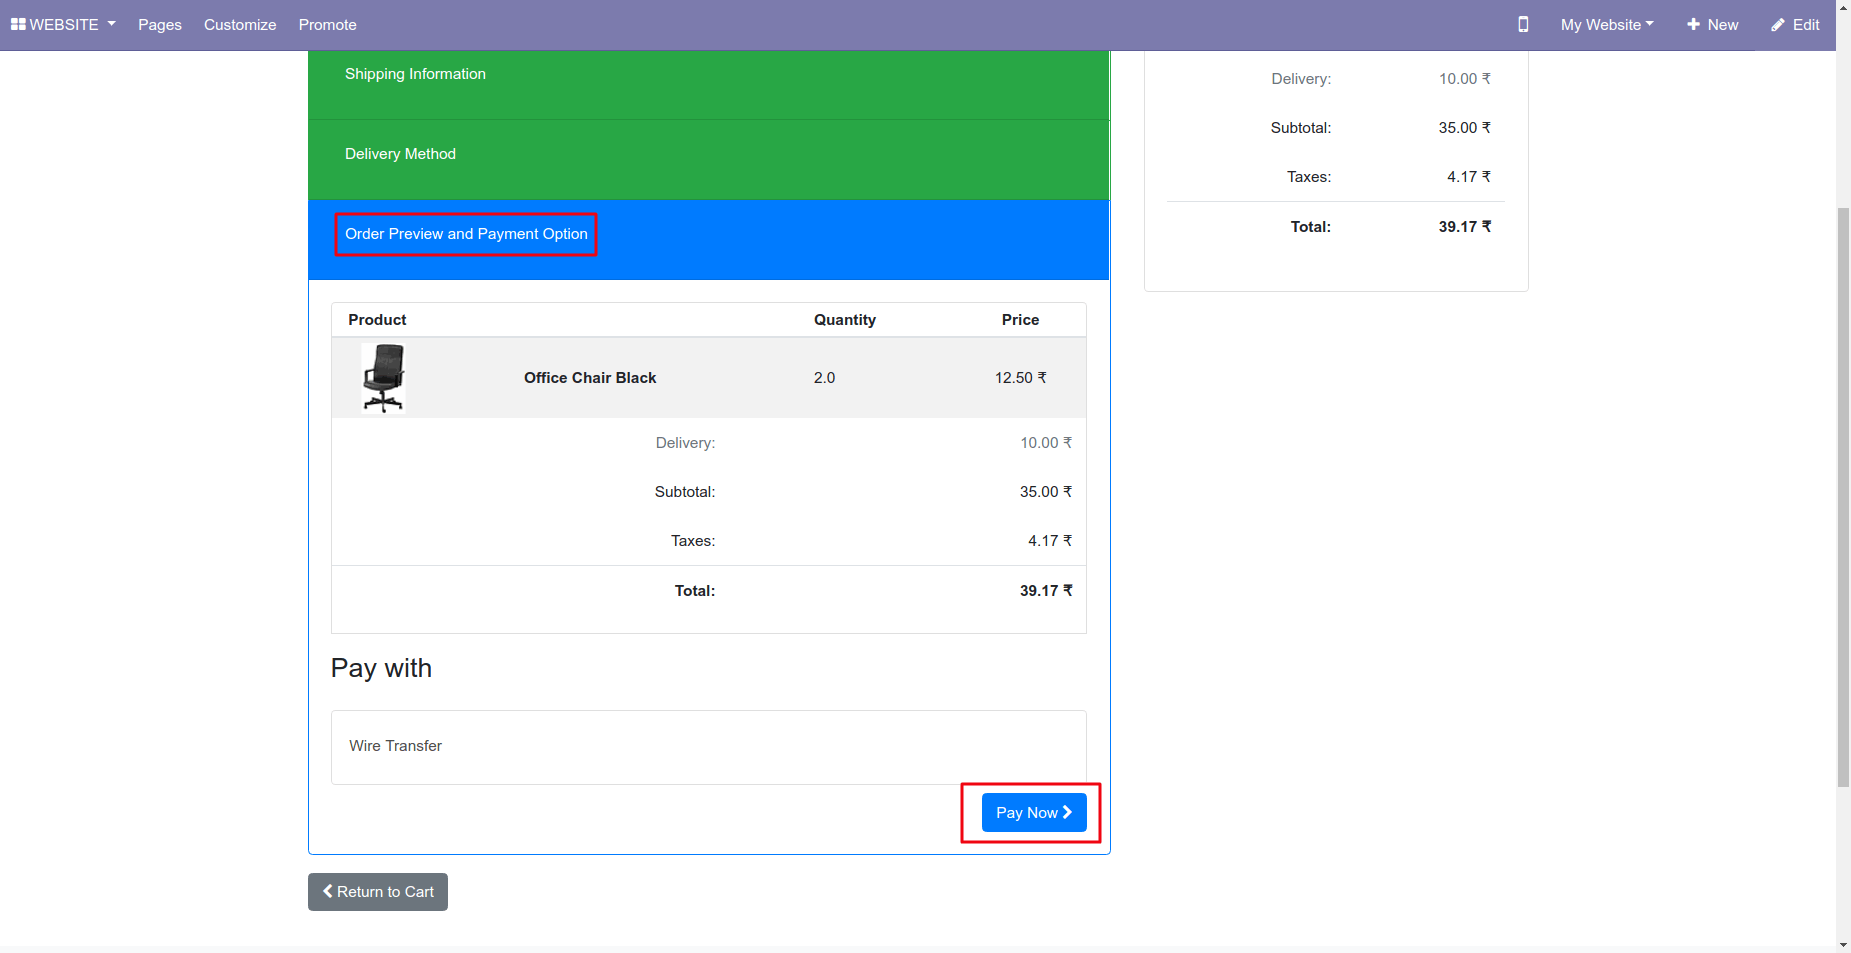 WEBSITE Pages Customize Promote My Website New Edit
Shipping Information
Delivery Method
Order Preview and Payment Option
Product Quantity Price
Office Chair Black 2.0 12.50 ₹
Delivery: 10.00 ₹
Subtotal: 35.00 ₹
Taxes: 4.17 ₹
Total: 39.17 ₹
Pay with
Wire Transfer
Pay Now
Return to Cart
Delivery: 10.00 ₹
Subtotal: 35.00 ₹
Taxes: 4.17 ₹
Total: 39.17 ₹